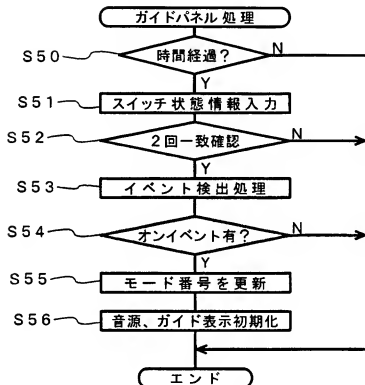 ガイドパネル処理
S50 時間経過? N
Y
S51 スイッチ状態情報入力
S52 2回一致確認 N
Y
S53 イベント検出処理
S54 オンイベント有? N
Y
S55 モード番号を更新
S56 音源、ガイド表示初期化
エンド